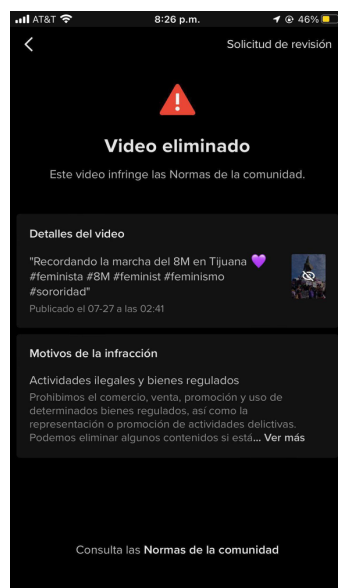 AT&T 8:26 p.m. 46%
Solicitud de revisión
Video eliminado
Este video infringe las Normas de la comunidad.
Detalles del video
"Recordando la marcha del 8M en Tijuana 💜
#feminista #8M #feminist #feminismo
#sororidad"
Publicado el 07-27 a las 02:41
Motivos de la infracción
Actividades ilegales y bienes regulados
Prohibimos el comercio, venta, promoción y uso de
determinados bienes regulados, así como la
representación o promoción de actividades delictivas.
Podemos eliminar algunos contenidos si está... Ver más
Consulta las Normas de la comunidad